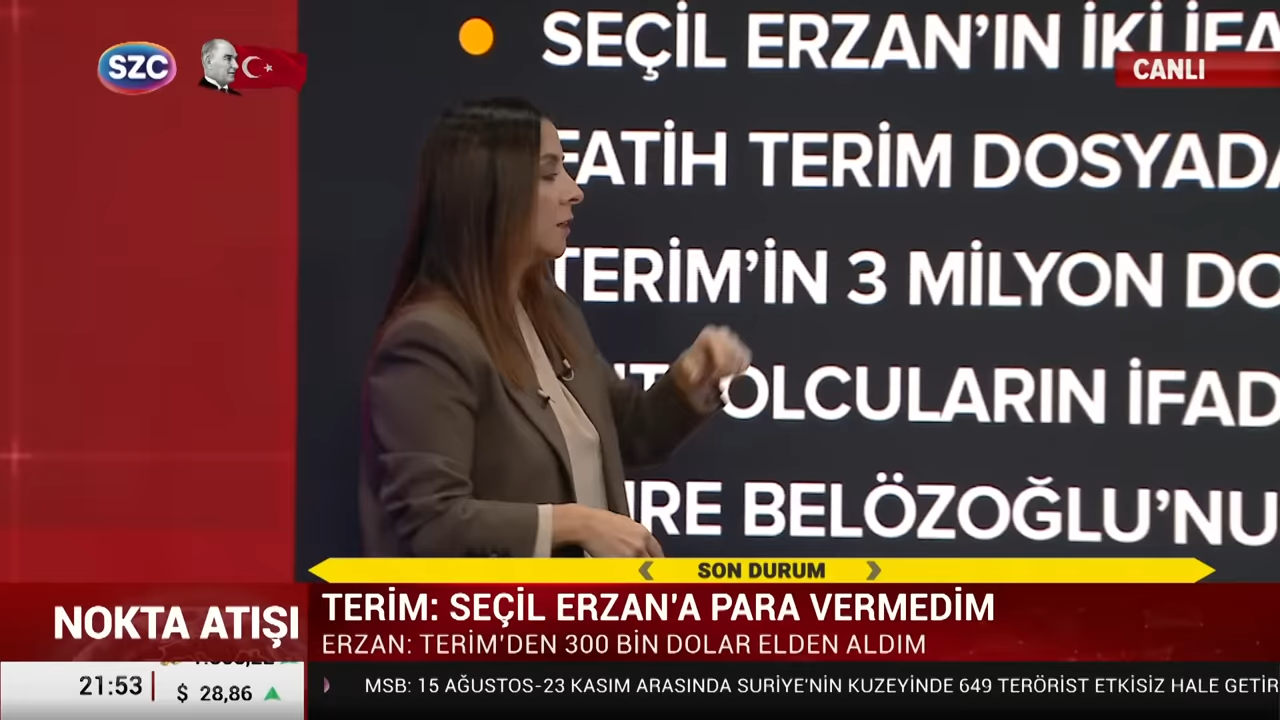 SZC
SEÇİL ERZAN'IN İKİ
CANLI
FATİH TERİM DOSYADA
TERİM'İN 3 MİLYON DO
OLCULARIN İFAD
RE BELÖZOĞLU'NU
SON DURUM
NOKTA ATIŞI
TERİM: SEÇİL ERZAN'A PARA VERMEDİM
ERZAN: TERİM'DEN 300 BİN DOLAR ELDEN ALDIM
21:53
$ 28,86
MSB: 15 AĞUSTOS-23 KASIM ARASINDA SURİYE'NİN KUZEYİNDE 649 TERÖRİST ETKİSİZ HALE GETİR